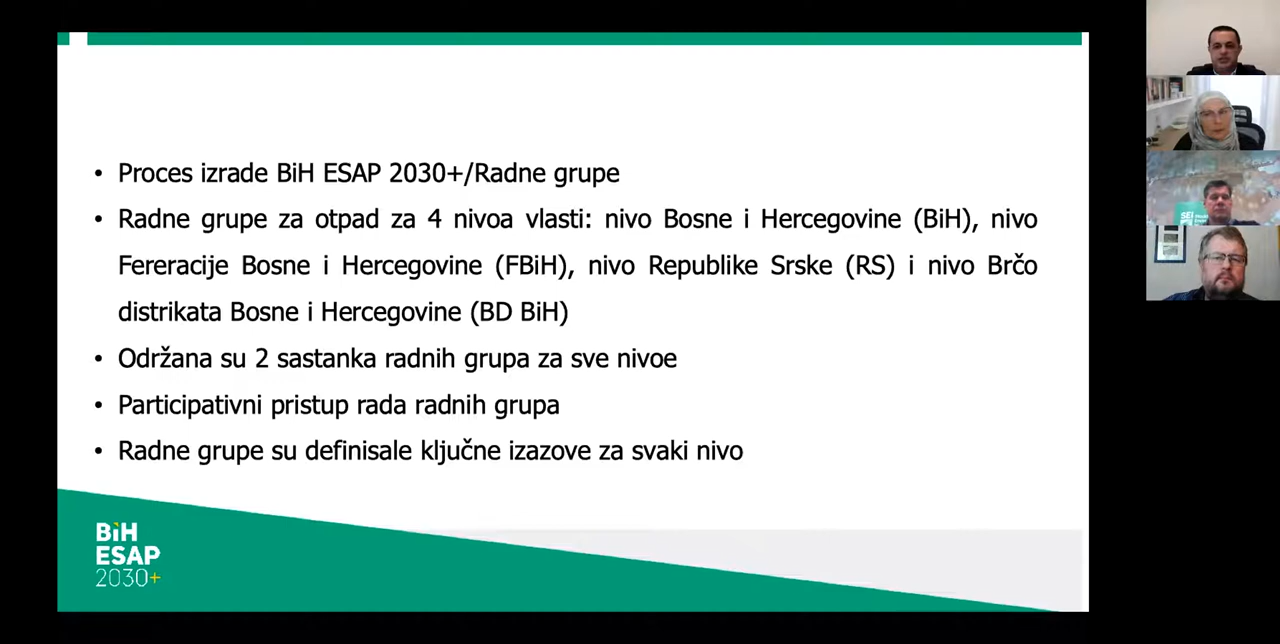 • Proces izrade BiH ESAP 2030+/Radne grupe
• Radne grupe za otpad za 4 nivoa vlasti: nivo Bosne i Hercegovine (BiH), nivo
Fereracije Bosne i Hercegovine (FBiH), nivo Republike Srske (RS) i nivo Brčo
distrikata Bosne i Hercegovine (BD BiH)
• Održana su 2 sastanka radnih grupa za sve nivoe
• Participativni pristup rada radnih grupa
• Radne grupe su definisale ključne izazove za svaki nivo
BiH
ESAP
2030+
SEI